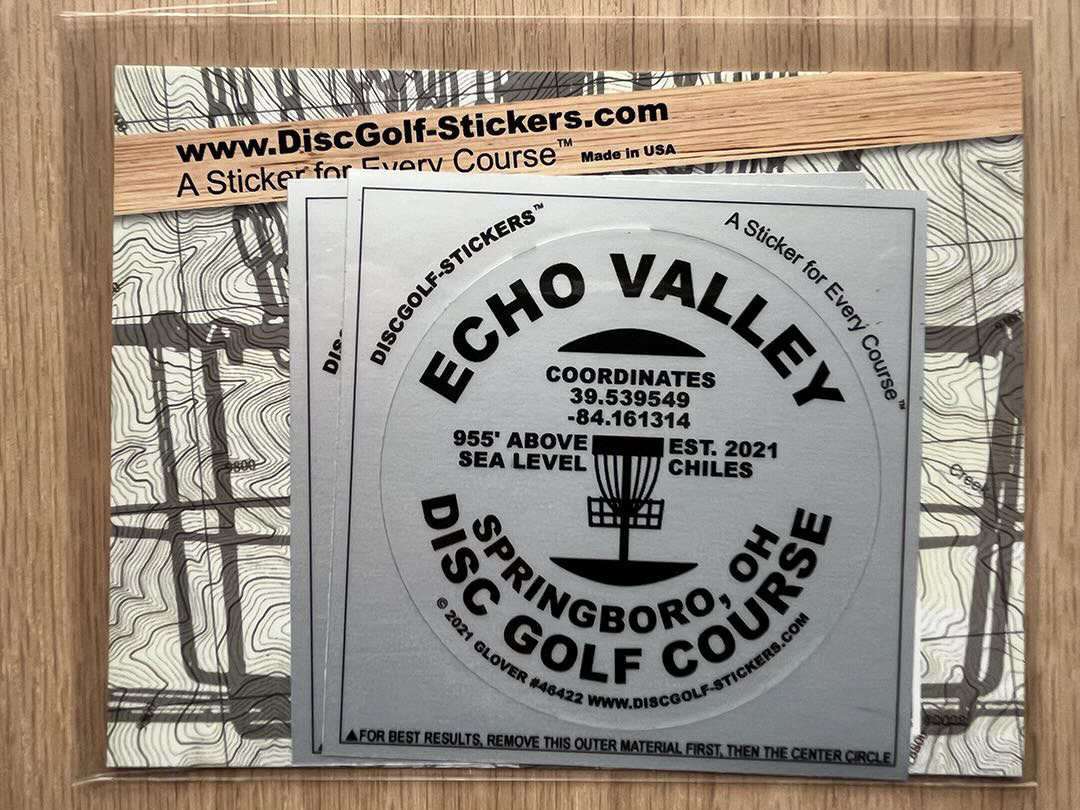 www.DiscGolf-Stickers.com
A Sticker for Every Course™ Made in USA
DISCGOLF-STICKERS™
A Sticker for Every Course™
DIS
ECHO VALLEY
COORDINATES
39.539549
-84.161314
955' ABOVE
SEA LEVEL
EST. 2021
CHILES
SPRINGBORO, OH
DISC GOLF COURSE
© 2021 GLOVER #46422 WWW.DISCGOLF-STICKERS.COM
▲FOR BEST RESULTS, REMOVE THIS OUTER MATERIAL FIRST, THEN THE CENTER CIRCLE
Creek